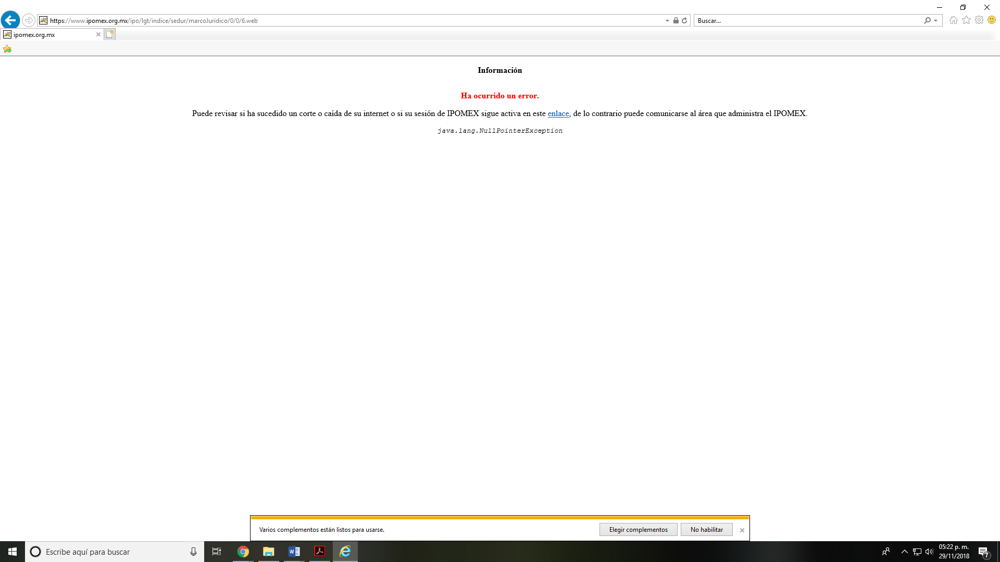 https://www.ipomex.org.mx/ipo/lgt/indice/sedur/marcoJuridico/0/0/6.web
Buscar...
ipomex.org.mx
Información
Ha ocurrido un error.
Puede revisar si ha sucedido un corte o caída de su internet o si su sesión de IPOMEX sigue activa en este enlace, de lo contrario puede comunicarse al área que administra el IPOMEX.
java.lang.NullPointerException
Varios complementos están listos para usarse.
Elegir complementos
No habilitar
Escribe aquí para buscar
05:22 p. m.
29/11/2018
7